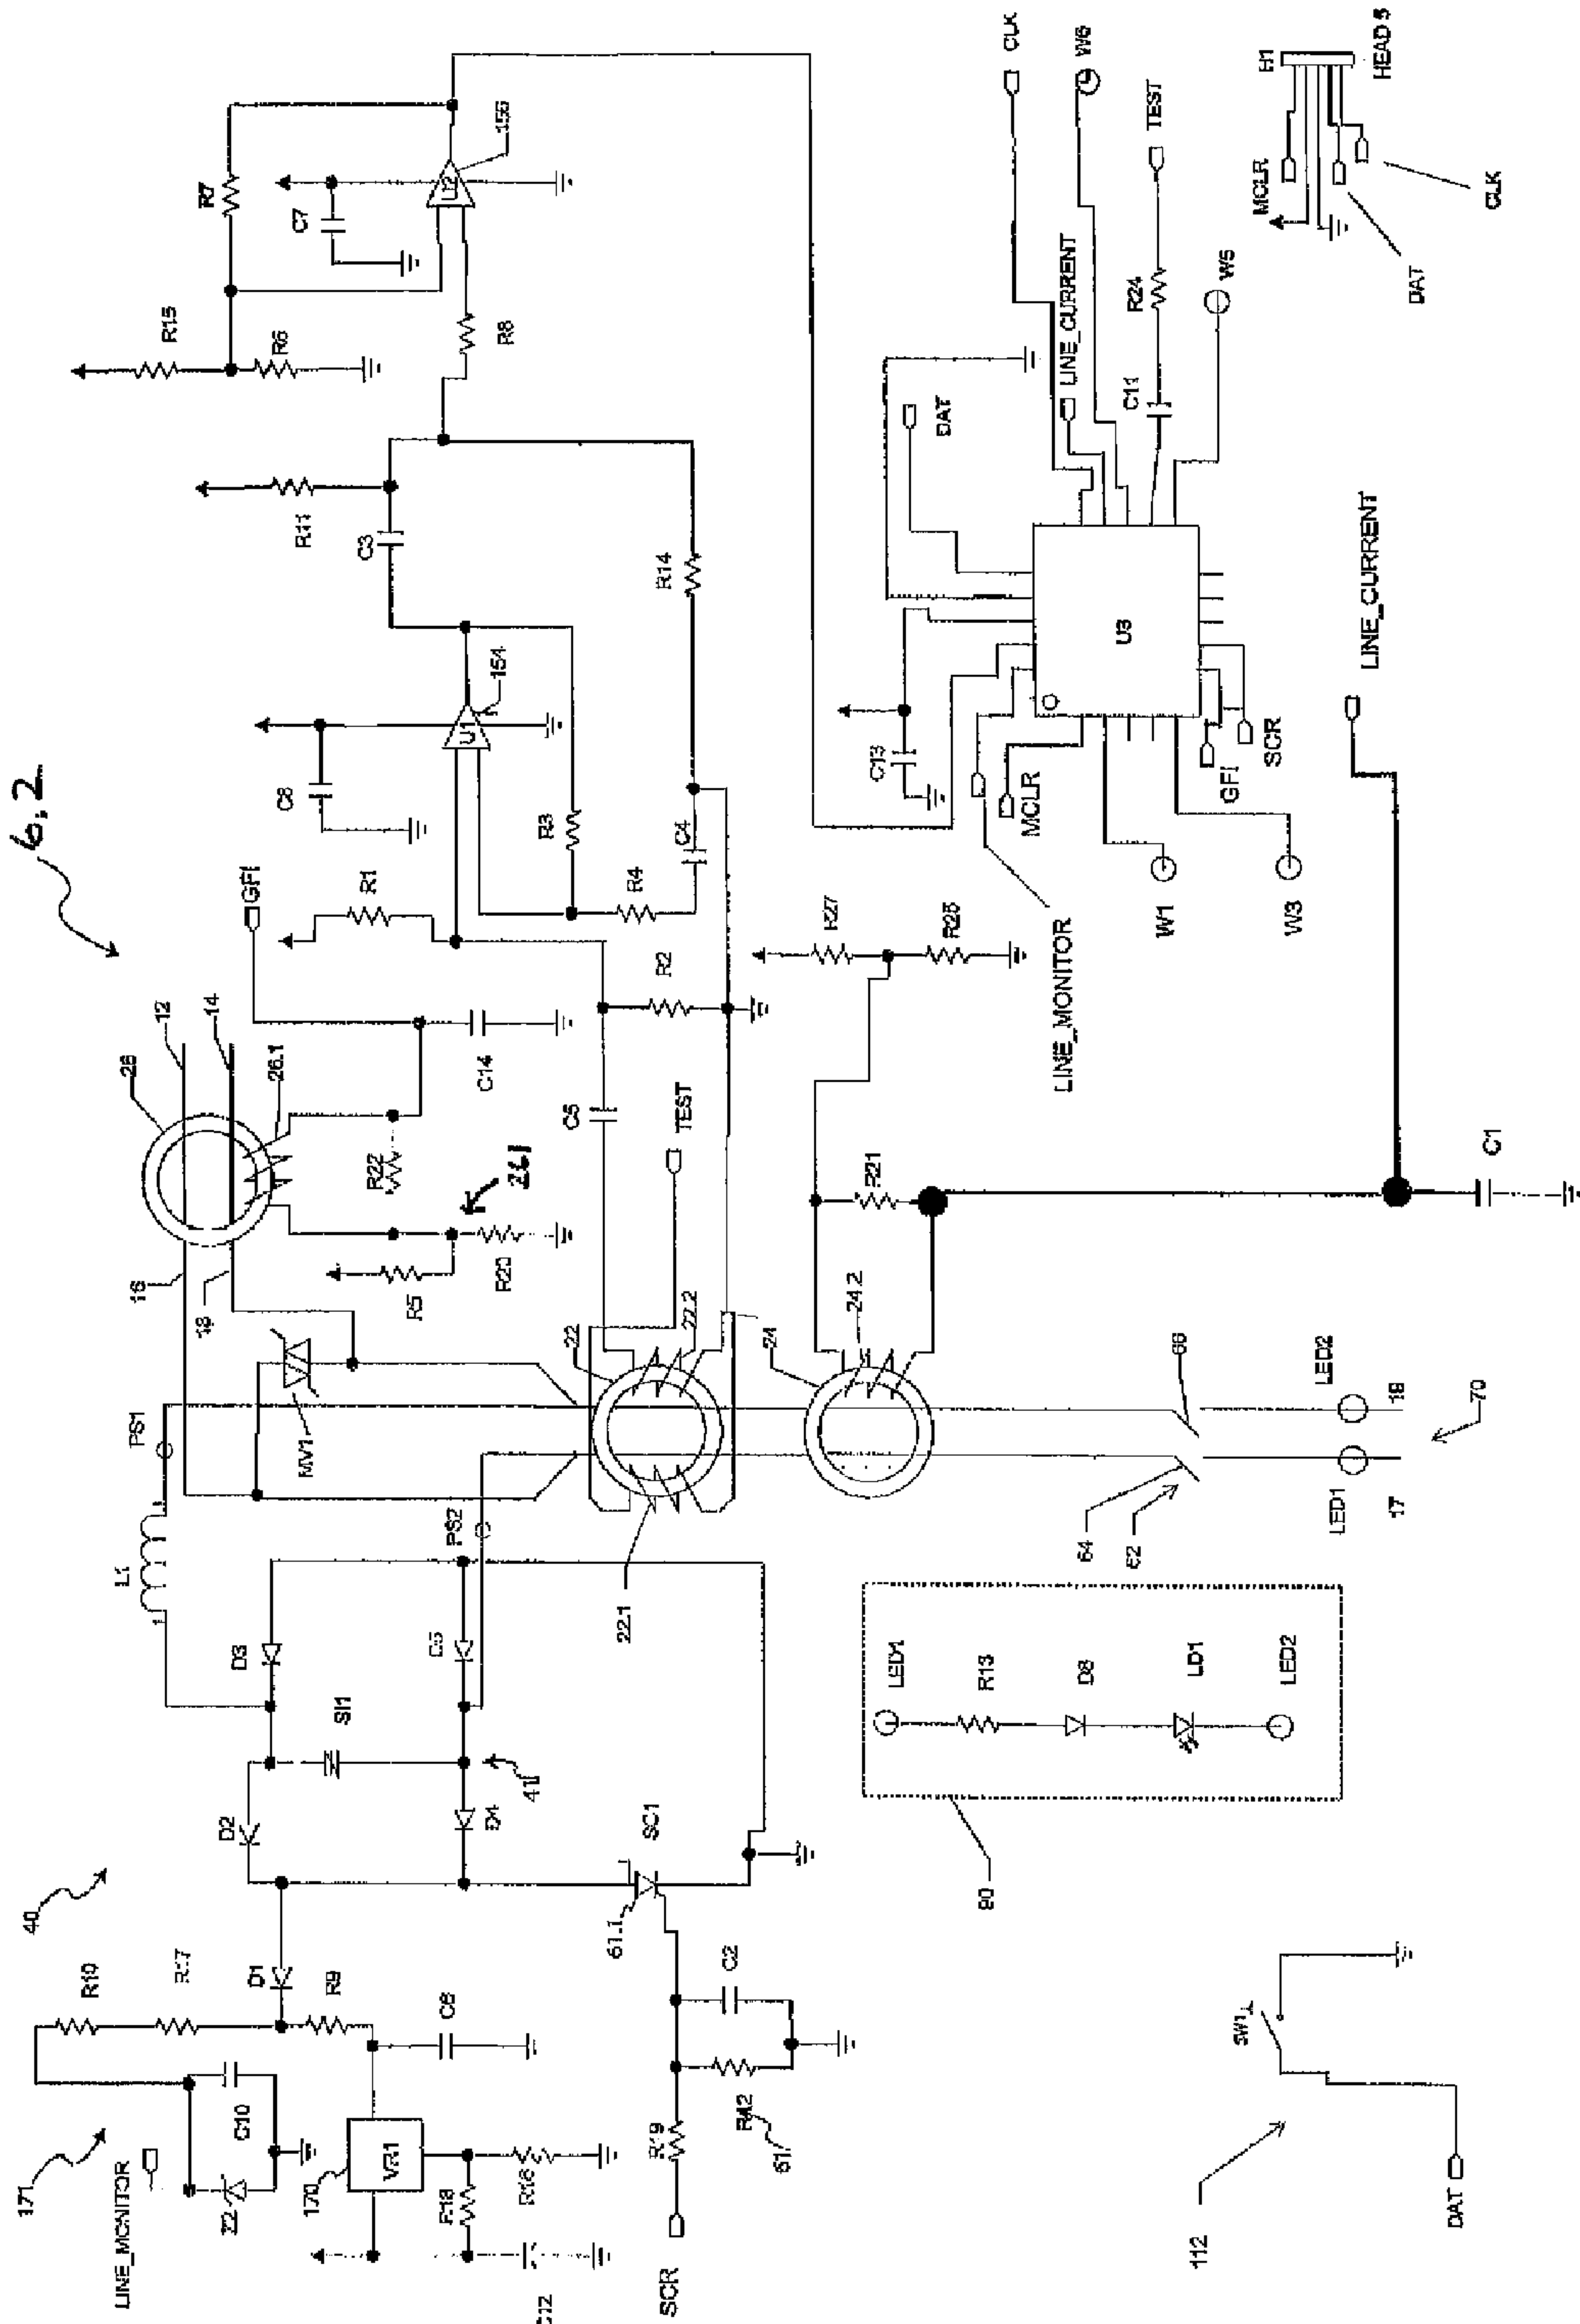 6.2
40
171
LINE_MONITOR
R10
R17
D1
R9
C6
C10
Z2
VR1
170
R18
R16
C12
SCR
R19
R12
61
C2
61.1
SC1
D2
D3
D4
D5
SI1
41
L1
PS1
PS2
MV1
16
18
26
12
14
26.1
R22
261
R5
R20
C14
GFI
R1
C8
U1
154
R3
R4
C4
R2
C5
TEST
22
22.2
22.1
24
24.2
R21
R27
R25
R14
C3
R11
R15
R6
R7
R8
C7
U2
156
CLK
W6
LINE_CURRENT
TEST
R24
C11
W5
DAT
U3
C13
LINE_MONITOR
MCLR
W1
W3
GFI
SCR
LINE_CURRENT
C1
H1
HEAD 5
MCLR
DAT
CLK
64
62
66
LED1
LED2
17
19
70
LED1
R13
D8
LD1
LED2
90
112
SW1
DAT